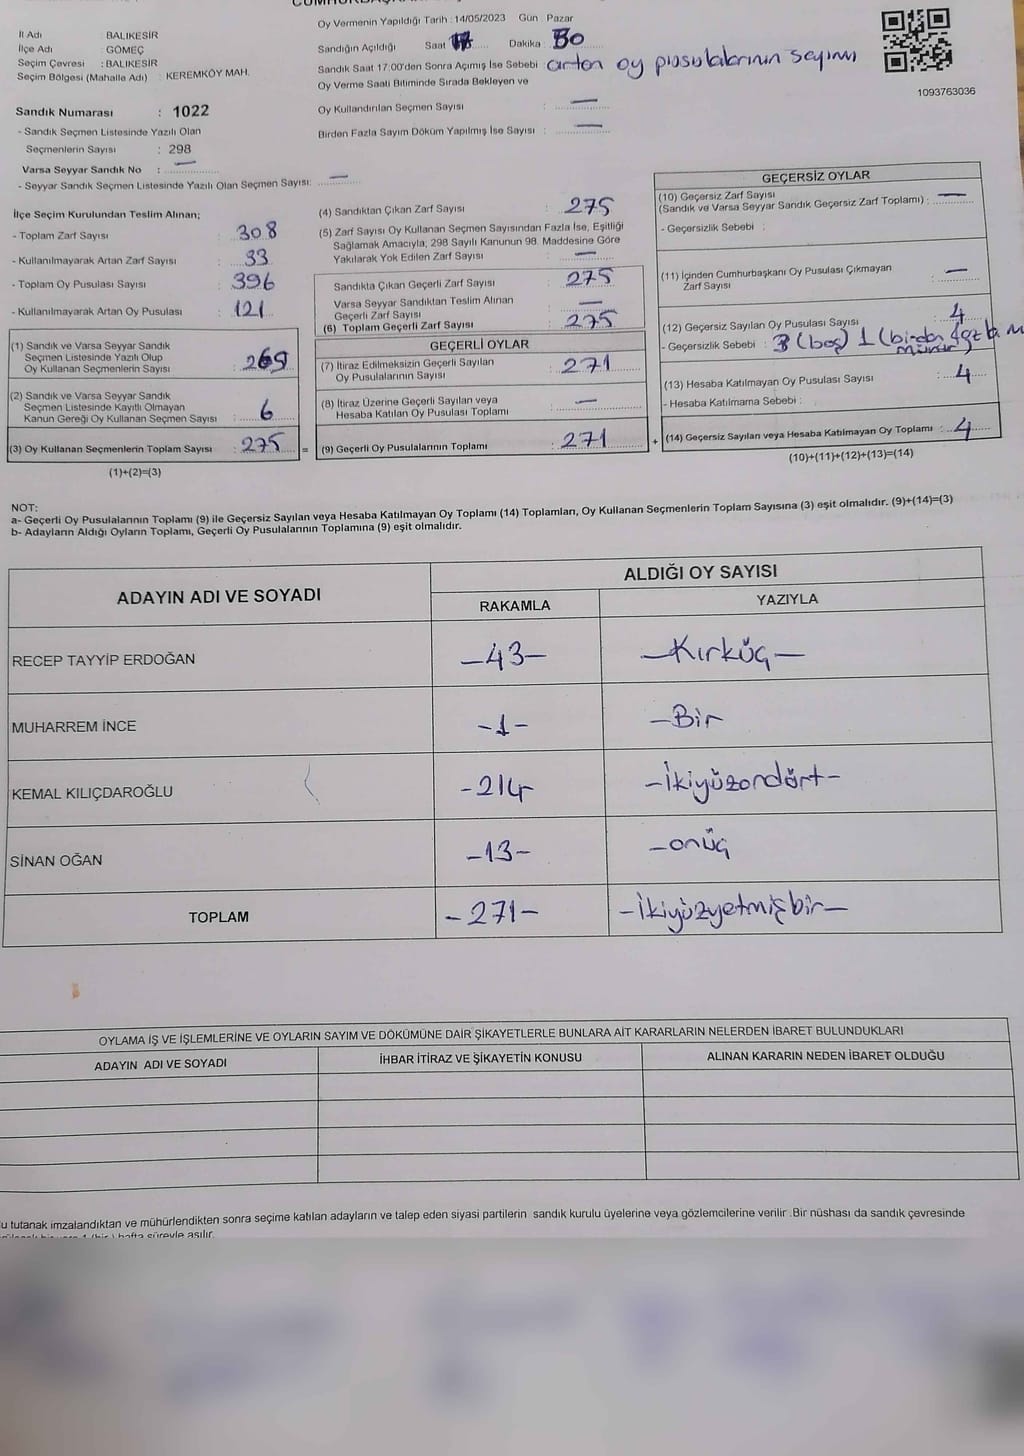 İl Adı : BALIKESİR
İlçe Adı : GÖMEÇ
Seçim Çevresi : BALIKESİR
Seçim Bölgesi (Mahalle Adı) : KEREMKÖY MAH.
Sandık Numarası : 1022
- Sandık Seçmen Listesinde Yazılı Olan
Seçmenlerin Sayısı : 298
Varsa Seyyar Sandık No : —
- Seyyar Sandık Seçmen Listesinde Yazılı Olan Seçmen Sayısı: —
Oy Vermenin Yapıldığı Tarih : 14/05/2023 Gün Pazar
Sandığın Açıldığı Saat Dakika
Sandık Saat 17:00'den Sonra Açımış İse Sebebi : artan oy pusulalarının sayımı
Oy Verme Saati Bitiminde Sırada Bekleyen ve
Oy Kullandırılan Seçmen Sayısı : —
Birden Fazla Sayım Döküm Yapılmış İse Sayısı : —
1093763036
İlçe Seçim Kurulundan Teslim Alınan;
- Toplam Zarf Sayısı : 308
- Kullanılmayarak Artan Zarf Sayısı : 33
- Toplam Oy Pusulası Sayısı : 396
- Kullanılmayarak Artan Oy Pusulası : 121
(1) Sandık ve Varsa Seyyar Sandık
Seçmen Listesinde Yazılı Olup
Oy Kullanan Seçmenlerin Sayısı : 269
(2) Sandık ve Varsa Seyyar Sandık
Seçmen Listesinde Kayıtlı Olmayan
Kanun Gereği Oy Kullanan Seçmen Sayısı : 6
(3) Oy Kullanan Seçmenlerin Toplam Sayısı : 275 =
(1)+(2)=(3)
(4) Sandıktan Çıkan Zarf Sayısı : 275
(5) Zarf Sayısı Oy Kullanan Seçmen Sayısından Fazla İse, Eşitliği
Sağlamak Amacıyla, 298 Sayılı Kanunun 98. Maddesine Göre
Yakılarak Yok Edilen Zarf Sayısı : —
Sandıkta Çıkan Geçerli Zarf Sayısı : 275
Varsa Seyyar Sandıktan Teslim Alınan
Geçerli Zarf Sayısı : —
(6) Toplam Geçerli Zarf Sayısı : 275
GEÇERLİ OYLAR
(7) İtiraz Edilmeksizin Geçerli Sayılan
Oy Pusulalarının Sayısı : 271
(8) İtiraz Üzerine Geçerli Sayılan veya
Hesaba Katılan Oy Pusulası Toplamı : —
(9) Geçerli Oy Pusulalarının Toplamı : 271 +
GEÇERSİZ OYLAR
(10) Geçersiz Zarf Sayısı
(Sandık ve Varsa Seyyar Sandık Geçersiz Zarf Toplamı) : —
- Geçersizlik Sebebi :
(11) İçinden Cumhurbaşkanı Oy Pusulası Çıkmayan
Zarf Sayısı : —
(12) Geçersiz Sayılan Oy Pusulası Sayısı : 4
- Geçersizlik Sebebi : 3 (boş) 1 (birden
(13) Hesaba Katılmayan Oy Pusulası Sayısı : 4
- Hesaba Katılmama Sebebi :
(14) Geçersiz Sayılan veya Hesaba Katılmayan Oy Toplamı : 4
(10)+(11)+(12)+(13)=(14)
NOT:
a- Geçerli Oy Pusulalarının Toplamı (9) ile Geçersiz Sayılan veya Hesaba Katılmayan Oy Toplamı (14) Toplamları, Oy Kullanan Seçmenlerin Toplam Sayısına (3) eşit olmalıdır. (9)+(14)=(3)
b- Adayların Aldığı Oyların Toplamı, Geçerli Oy Pusulalarının Toplamına (9) eşit olmalıdır.
ADAYIN ADI VE SOYADI ALDIĞI OY SAYISI
RAKAMLA YAZIYLA
RECEP TAYYİP ERDOĞAN -43- -Kırküç-
MUHARREM İNCE -1- -Bir
KEMAL KILIÇDAROĞLU -214 -İkiyüzondört-
SİNAN OĞAN -13- -onüç
TOPLAM -271- -İkiyüzyetmişbir-
OYLAMA İŞ VE İŞLEMLERİNE VE OYLARIN SAYIM VE DÖKÜMÜNE DAİR ŞİKAYETLERLE BUNLARA AİT KARARLARIN NELERDEN İBARET BULUNDUKLARI
ADAYIN ADI VE SOYADI İHBAR İTİRAZ VE ŞİKAYETİN KONUSU ALINAN KARARIN NEDEN İBARET OLDUĞU
u tutanak imzalandıktan ve mühürlendikten sonra seçime katılan adayların ve talep eden siyasi partilerin sandık kurulu üyelerine veya gözlemcilerine verilir .Bir nüshası da sandık çevresinde
hafta süreyle asılır.